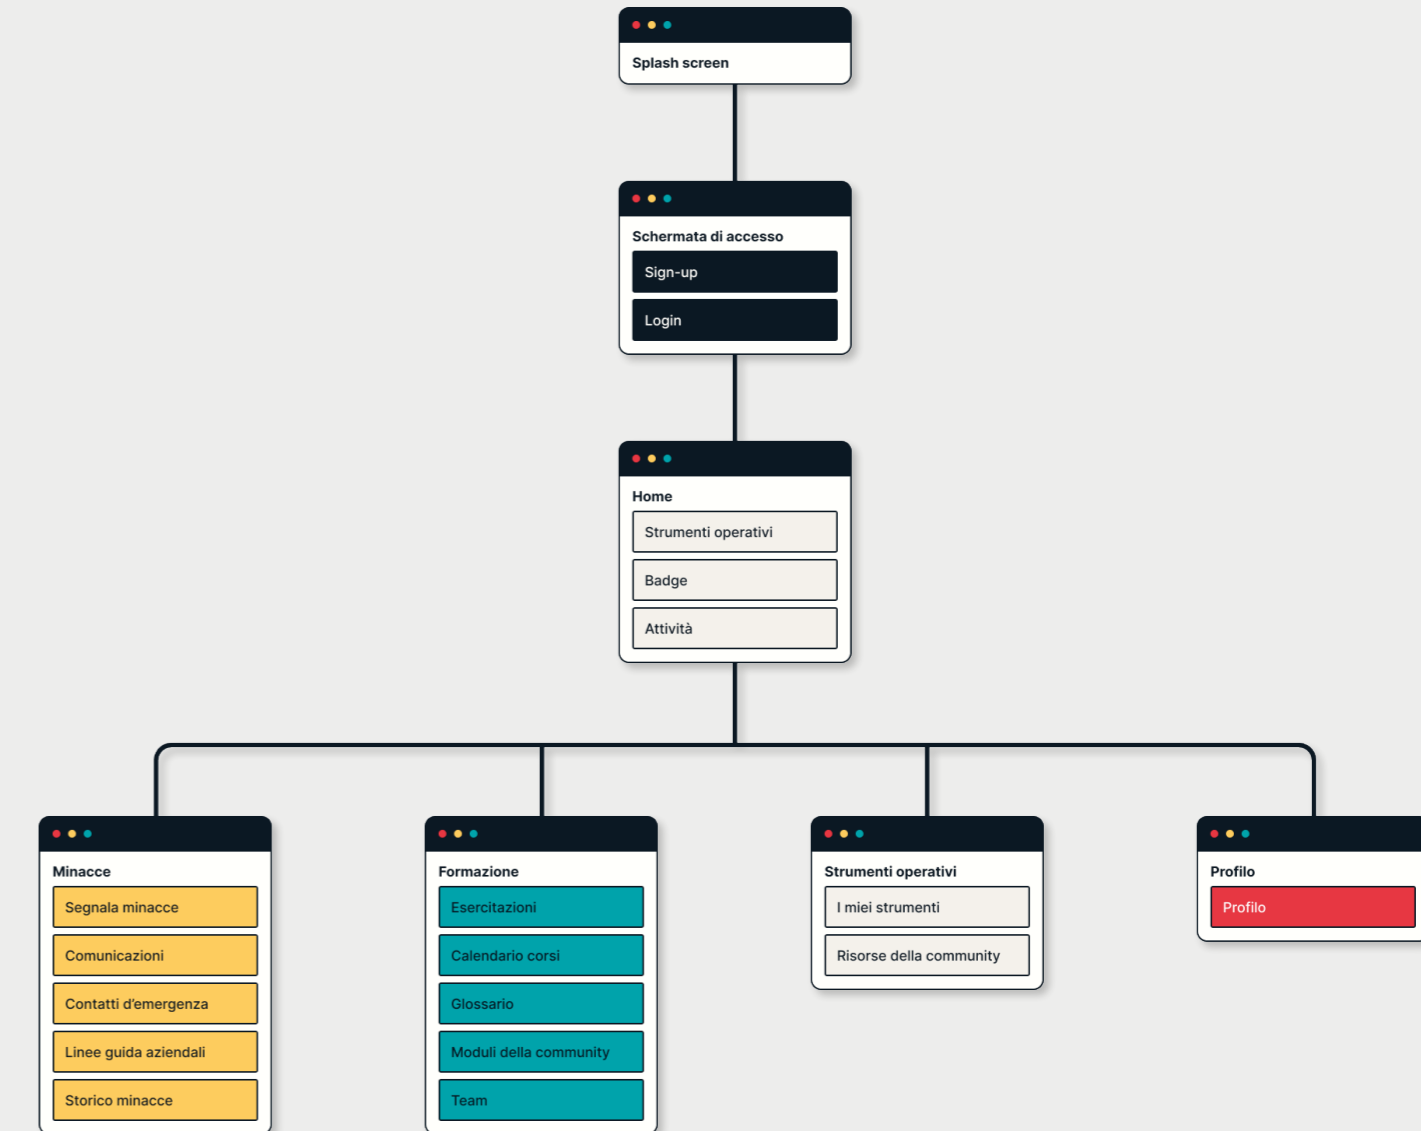 Splash screen
Schermata di accesso
Sign-up
Login
Home
Strumenti operativi
Badge
Attività
Minacce
Segnala minacce
Comunicazioni
Contatti d’emergenza
Linee guida aziendali
Storico minacce
Formazione
Esercitazioni
Calendario corsi
Glossario
Moduli della community
Team
Strumenti operativi
I miei strumenti
Risorse della community
Profilo
Profilo